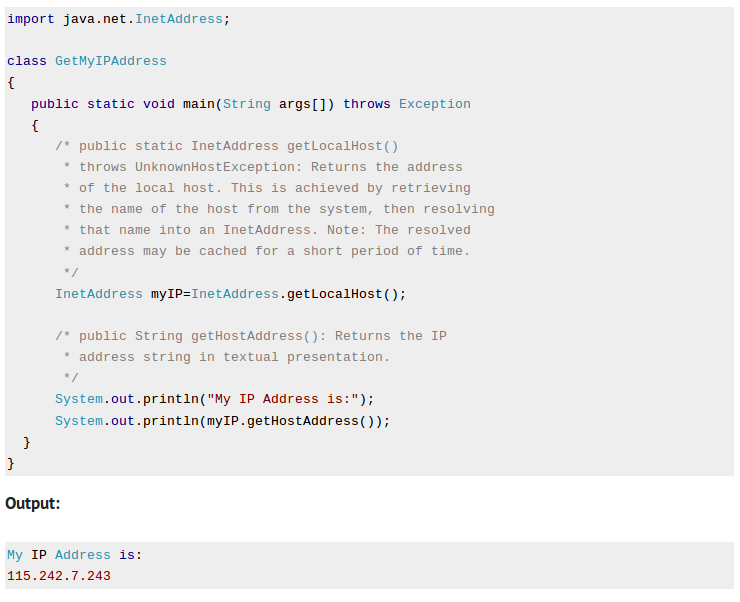 import java.net.InetAddress;
class GetMyIPAddress
{
public static void main(String args[]) throws Exception
{
/* public static InetAddress getLocalHost()
* throws UnknownHostException: Returns the address
* of the local host. This is achieved by retrieving
* the name of the host from the system, then resolving
* that name into an InetAddress. Note: The resolved
* address may be cached for a short period of time.
*/
InetAddress myIP=InetAddress.getLocalHost();
/* public String getHostAddress(): Returns the IP
* address string in textual presentation.
*/
System.out.println("My IP Address is:");
System.out.println(myIP.getHostAddress());
}
}
Output:
My IP Address is:
115.242.7.243